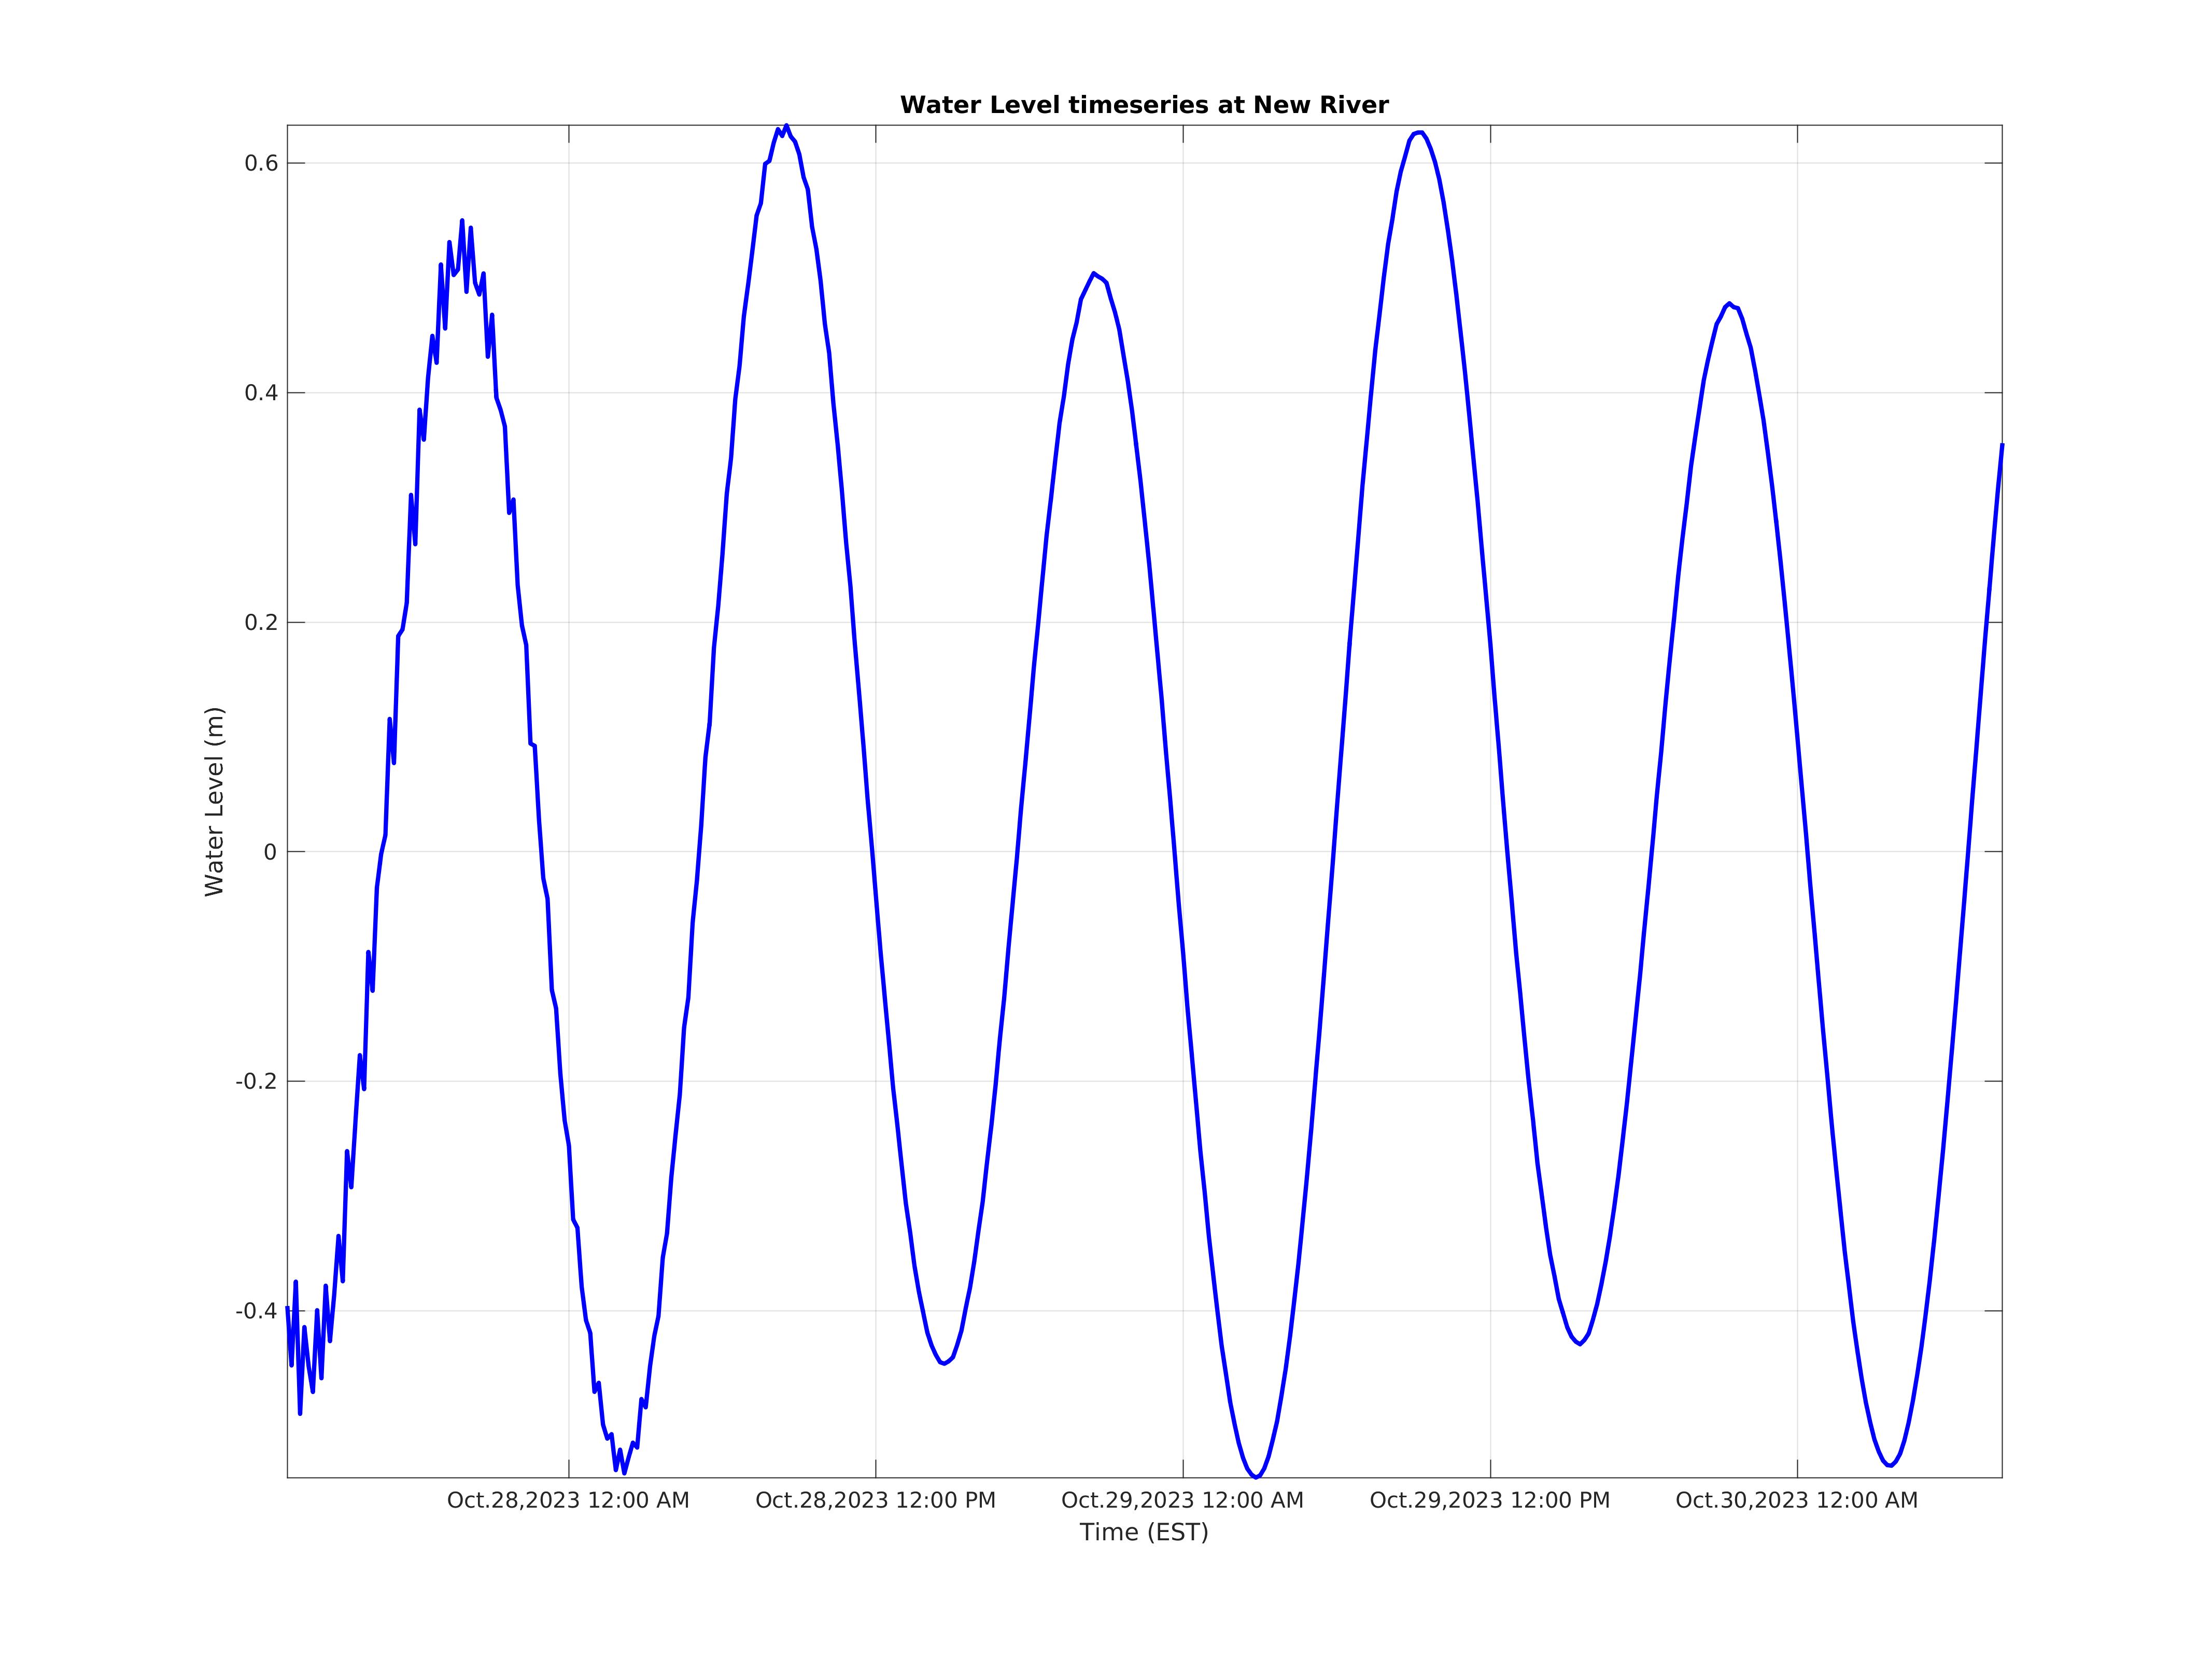 Water Level timeseries at New River
0.6
0.4
0.2
0
-0.2
-0.4
Water Level (m)
Oct.28,2023 12:00 AM
Oct.28,2023 12:00 PM
Oct.29,2023 12:00 AM
Oct.29,2023 12:00 PM
Oct.30,2023 12:00 AM
Time (EST)